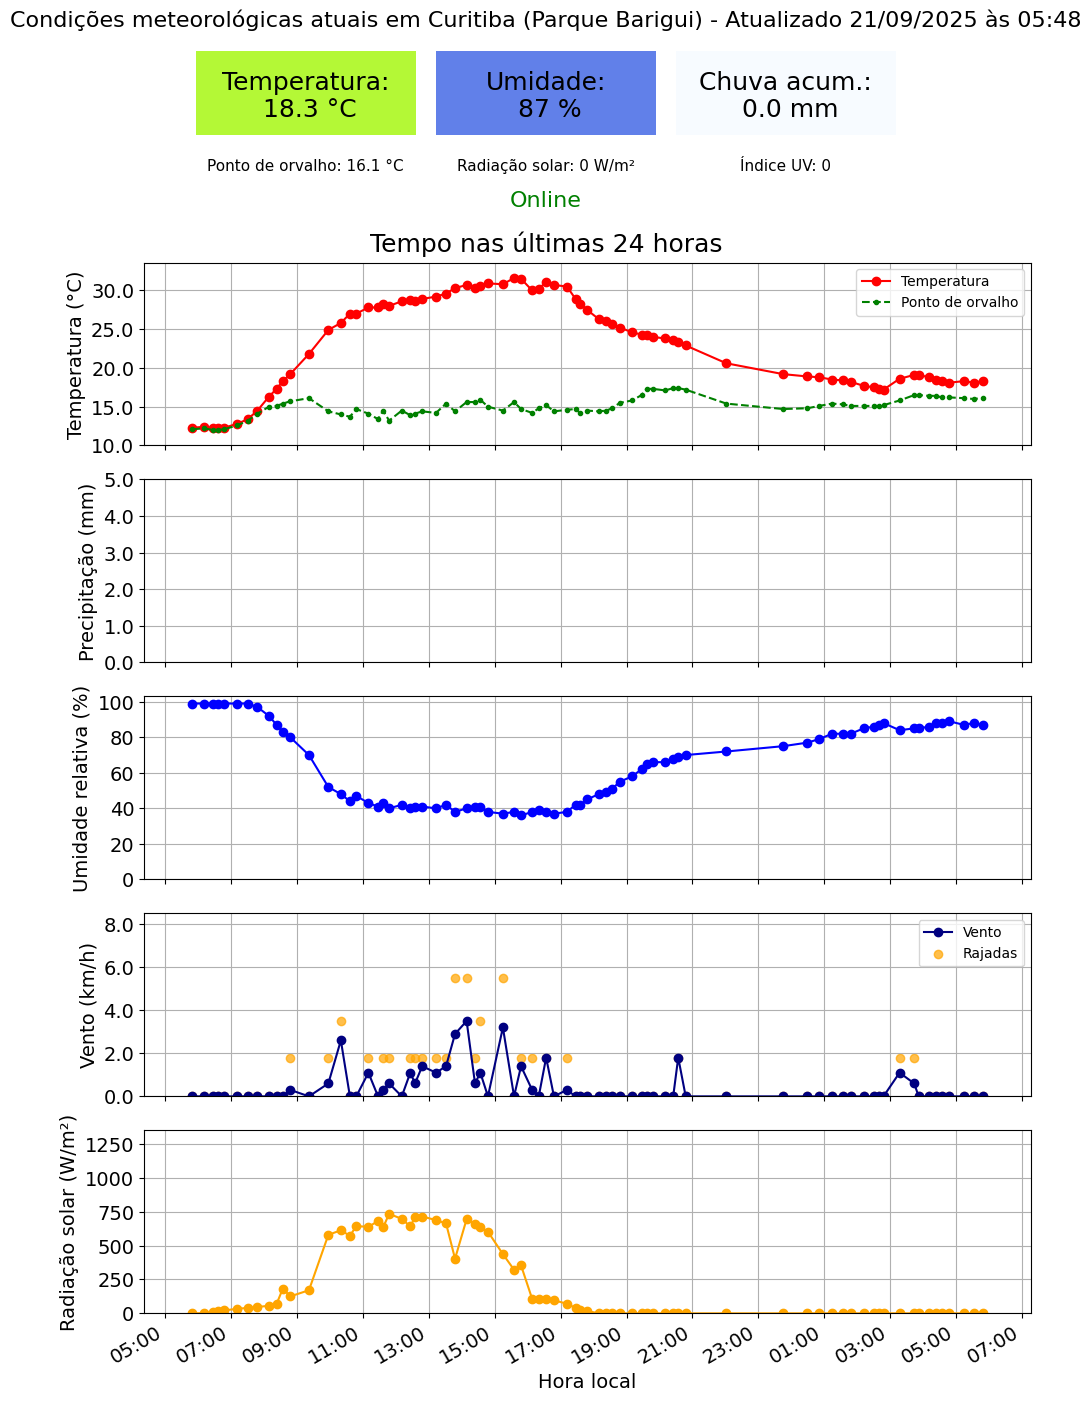 Condições meteorológicas atuais em Curitiba (Parque Barigui) - Atualizado 21/09/2025 às 05:48
Temperatura:
18.3 °C
Umidade:
87 %
Chuva acum.:
0.0 mm
Ponto de orvalho: 16.1 °C
Radiação solar: 0 W/m²
Índice UV: 0
Online
Tempo nas últimas 24 horas
Temperatura (°C)
30.0
25.0
20.0
15.0
10.0
Temperatura
Ponto de orvalho
Precipitação (mm)
5.0
4.0
3.0
2.0
1.0
0.0
Umidade relativa (%)
100
80
60
40
20
0
Vento (km/h)
8.0
6.0
4.0
2.0
0.0
Vento
Rajadas
Radiação solar (W/m²)
1250
1000
750
500
250
0
05:00
07:00
09:00
11:00
13:00
15:00
17:00
19:00
21:00
23:00
01:00
03:00
05:00
07:00
Hora local